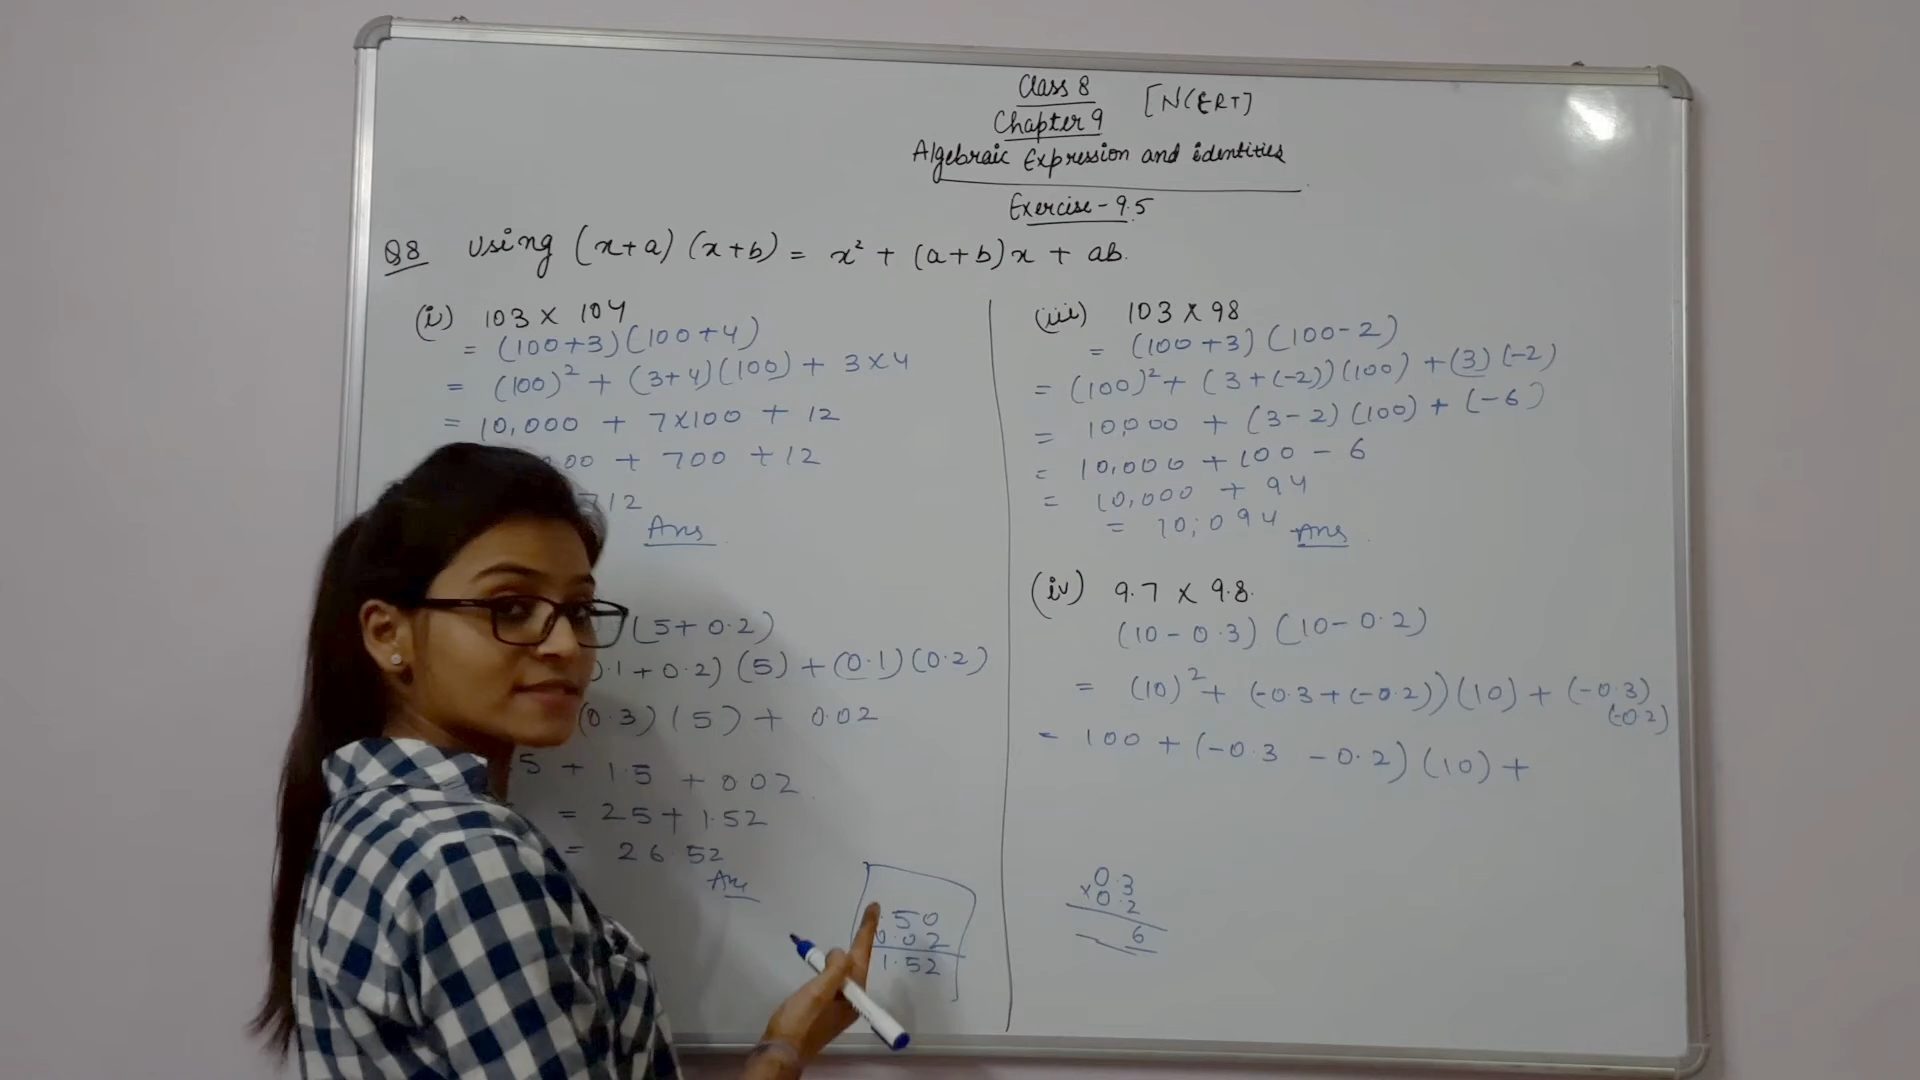 Class 8 [NCERT]
Chapter 9
Algebraic Expression and identities
Exercise - 9.5
Q8 Using (x+a) (x+b) = x² + (a+b)x + ab.
(i) 103 x 104
= (100+3)(100+4)
= (100)² + (3+4)(100) + 3x4
= 10,000 + 7x100 + 12
00 + 700 + 12
712
Ans
(5+0.2)
.1+0.2) (5) + (0.1)(0.2)
(0.3) (5) + 0.02
5 + 1.5 + 0.02
= 25 + 1.52
= 26.52
Ans
.50
0.02
1.52
(iii) 103 x 98
= (100+3) (100-2)
= (100)² + (3+(-2))(100) + (3)(-2)
= 10,000 + (3-2)(100) + (-6)
= 10,000 + 100 - 6
= 10,000 + 94
= 10,094 Ans
(iv) 9.7 x 9.8
(10-0.3) (10-0.2)
= (10)² + (-0.3+(-0.2))(10) + (-0.3)
(-0.2)
= 100 + (-0.3 -0.2) (10) +
0.3
x0.2
6